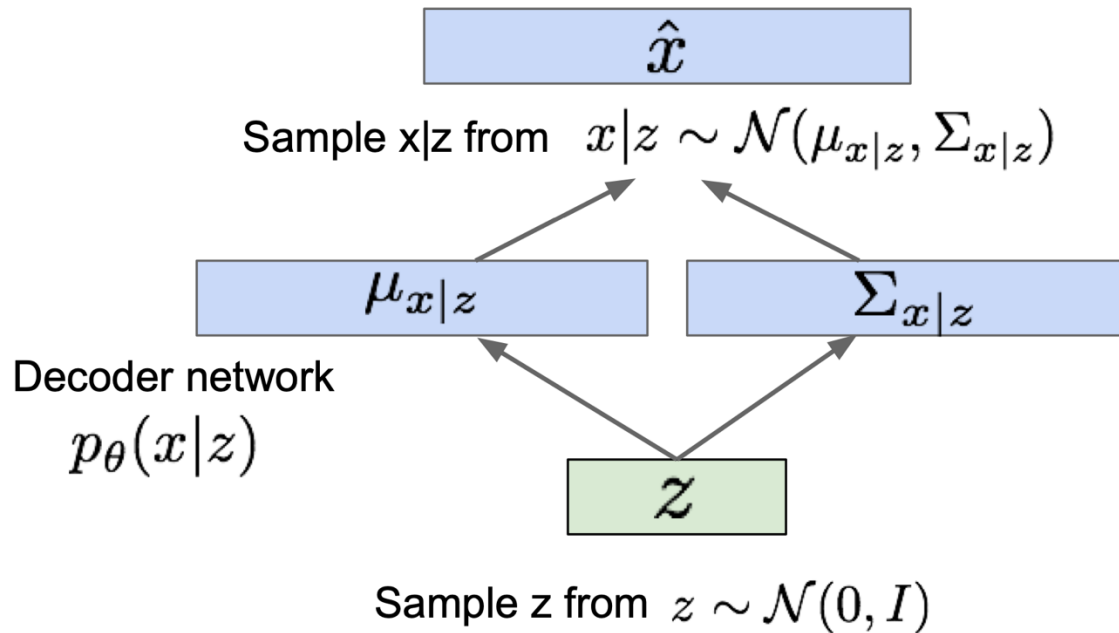 x̂
Sample x|z from x|z ∼ 𝒩(μ_{x|z}, Σ_{x|z})
μ_{x|z} Σ_{x|z}
Decoder network
p_θ(x|z)
z
Sample z from z ∼ 𝒩(0, I)